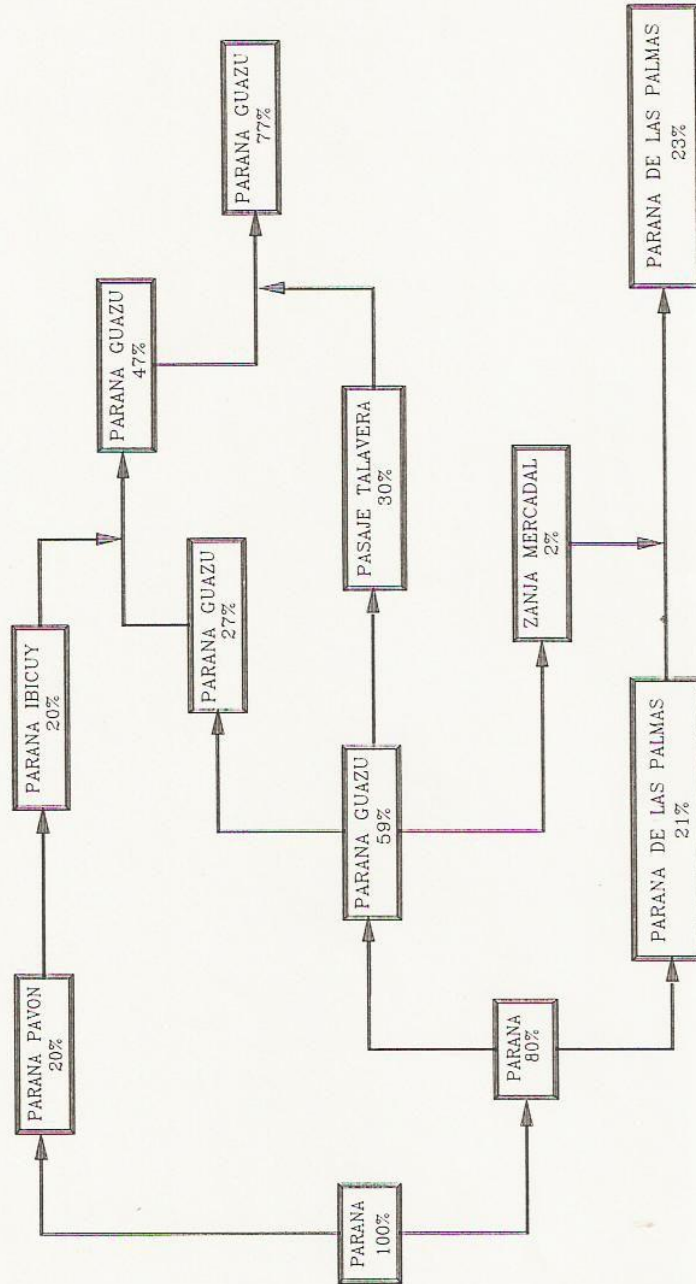 PARANA
100%
PARANA PAVON
20%
PARANA
80%
PARANA IBICUY
20%
PARANA GUAZU
59%
PARANA DE LAS PALMAS
21%
PARANA GUAZU
27%
PASAJE TALAVERA
30%
ZANJA MERCADAL
2%
PARANA GUAZU
47%
PARANA GUAZU
77%
PARANA DE LAS PALMAS
23%